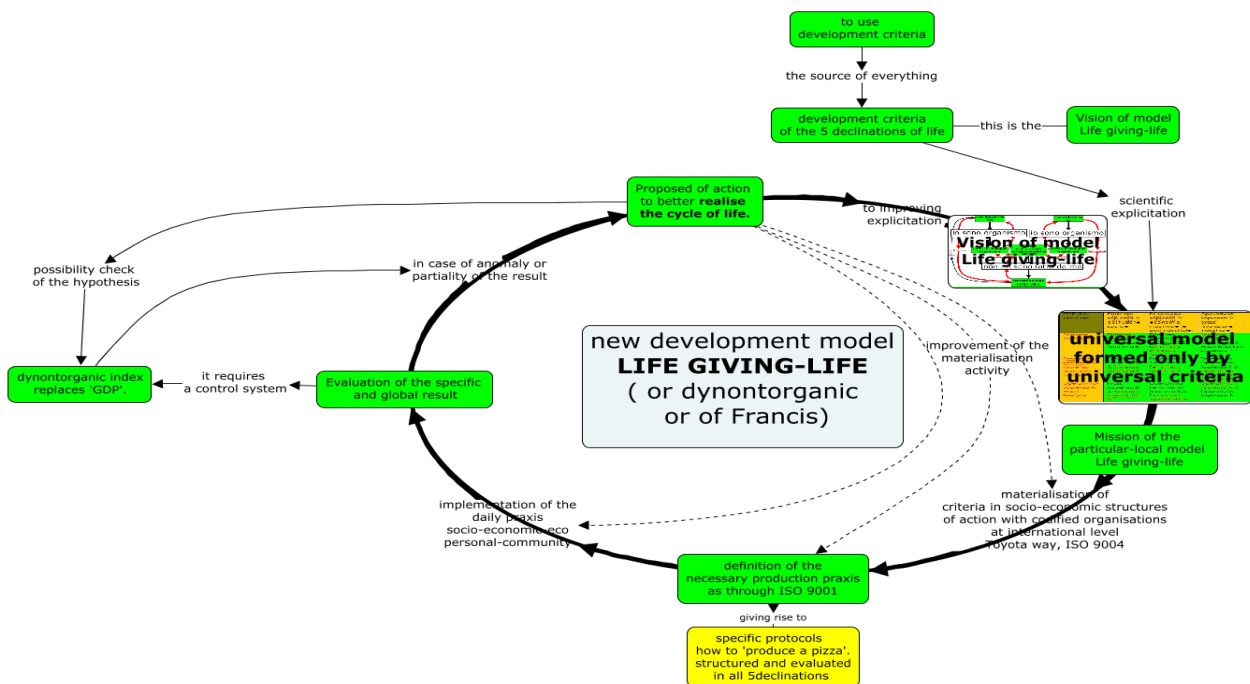 to use
development criteria
the source of everything
development criteria
of the 5 declinations of life
this is the
Vision of model
Life giving-life
scientific
explicitation
Proposed of action
to better realise
the cycle of life.
to improving
explicitation
io sono organismo
io sono organismo
Vision of model
Life giving-life
possibility check
of the hypothesis
in case of anomaly or
partiality of the result
universal model
formed only by
universal criteria
new development model
LIFE GIVING-LIFE
( or dynontorganic
or of Francis)
improvement of the
materialisation
activity
dynontorganic index
replaces 'GDP'.
it requires
a control system
Evaluation of the specific
and global result
Mission of the
particular-local model
Life giving-life
materialisation of
criteria in socio-economic structures
of action with codified organisations
at international level
Toyota way, ISO 9004
implementation of the
daily praxis
socio-economic-eco
personal-community
definition of the
necessary production praxis
as through ISO 9001
giving rise to
specific protocols
how to 'produce a pizza'.
structured and evaluated
in all 5declinations